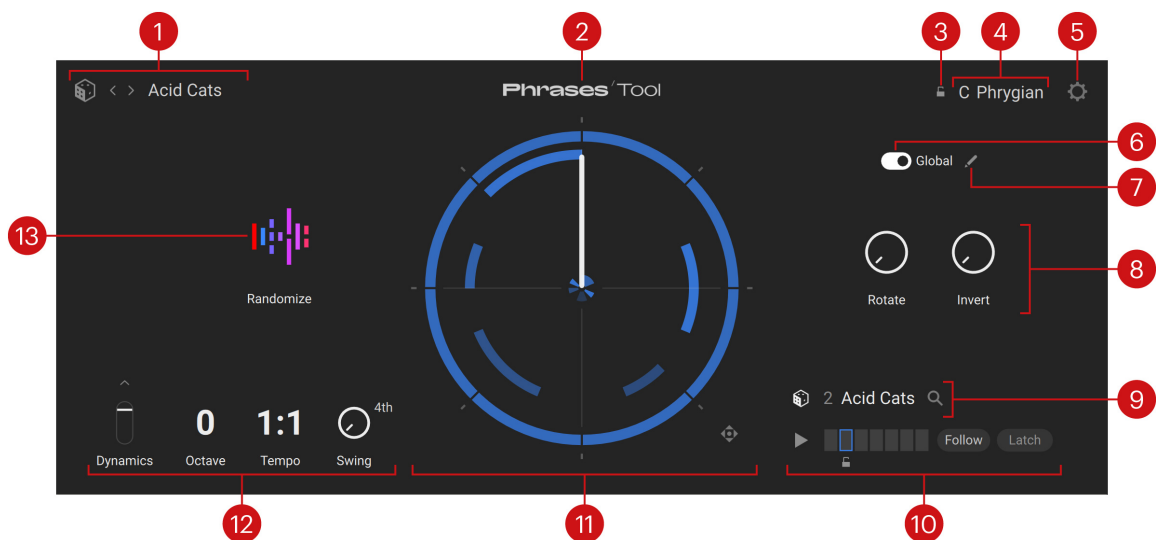 1 2 3 4 5
Acid Cats
Phrases'Tool
C Phrygian
6
Global
7
13
8
Randomize
Rotate Invert
9
2 Acid Cats
4th
0 1:1
Follow Latch
Dynamics Octave Tempo Swing
12 11 10